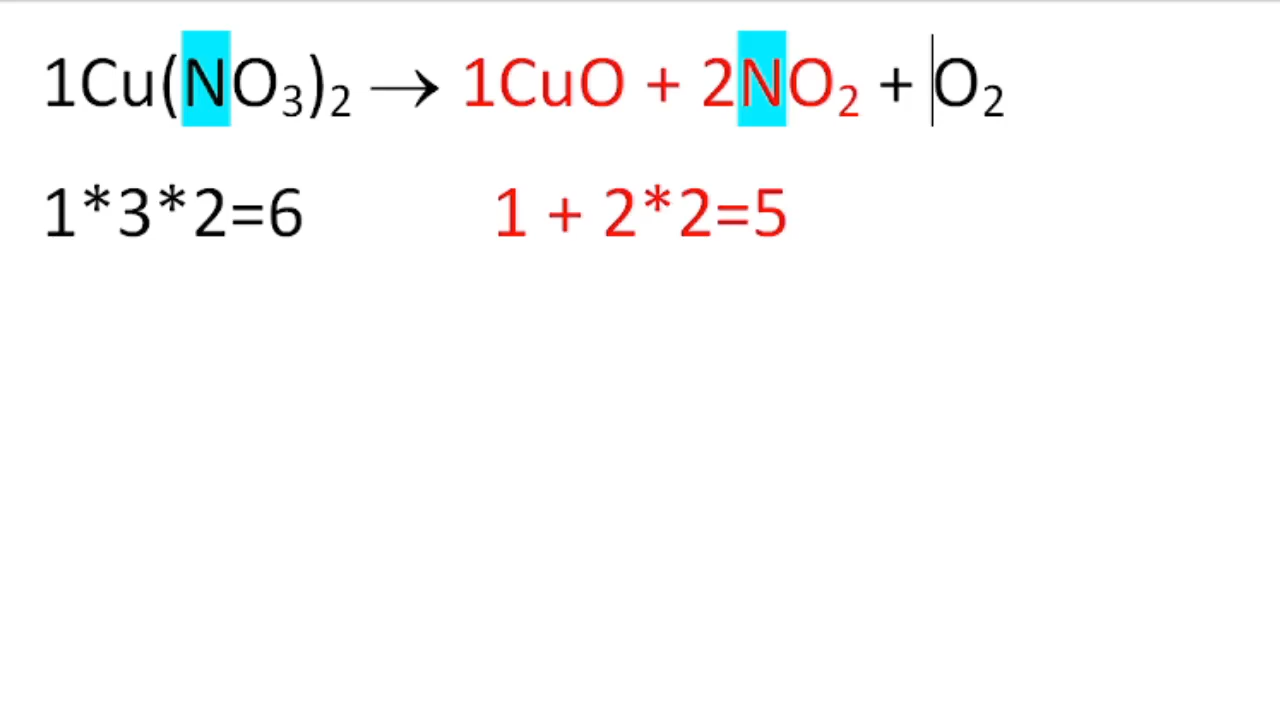 1Cu(NO₃)₂ → 1CuO + 2NO₂ + O₂
1*3*2=6 1 + 2*2=5